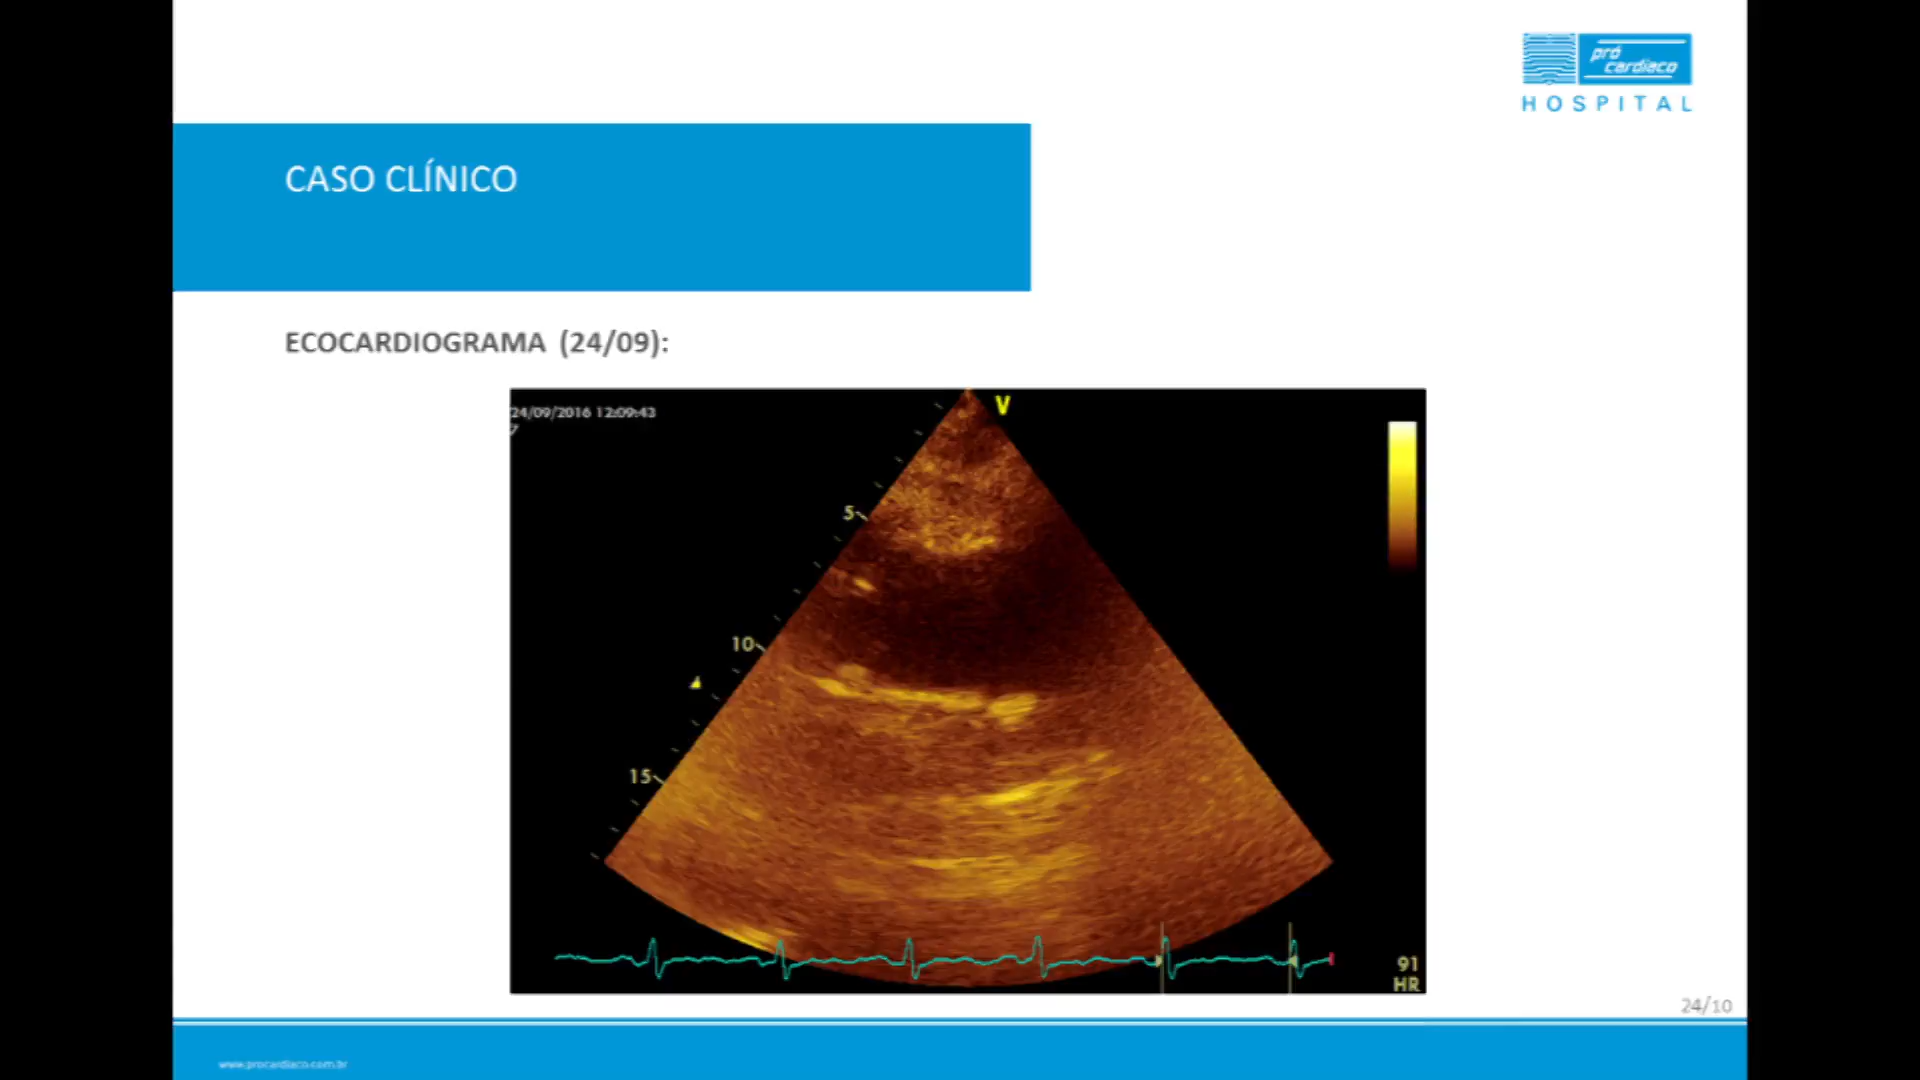 pró
cardíaco
HOSPITAL
CASO CLÍNICO
ECOCARDIOGRAMA (24/09):
24/09/2016 12:09:43
V
5
10
15
91
HR
24/10
www.procardiaco.com.br